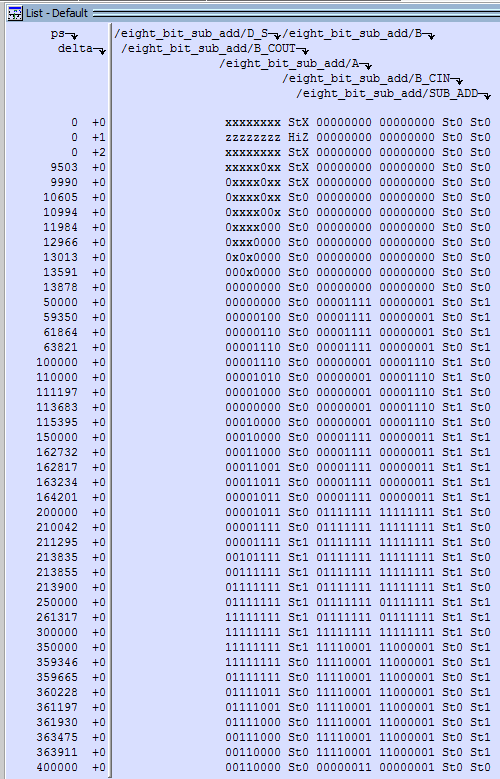 List - Default
ps /eight_bit_sub_add/D_S /eight_bit_sub_add/B
delta /eight_bit_sub_add/B_COUT
/eight_bit_sub_add/A
/eight_bit_sub_add/B_CIN
/eight_bit_sub_add/SUB_ADD
0 +0 xxxxxxxx StX 00000000 00000000 St0 St0
0 +1 zzzzzzzz HiZ 00000000 00000000 St0 St0
0 +2 xxxxxxxx StX 00000000 00000000 St0 St0
9503 +0 xxxxx0xx StX 00000000 00000000 St0 St0
9990 +0 0xxxx0xx StX 00000000 00000000 St0 St0
10605 +0 0xxxx0xx St0 00000000 00000000 St0 St0
10994 +0 0xxxx00x St0 00000000 00000000 St0 St0
11984 +0 0xxxx000 St0 00000000 00000000 St0 St0
12966 +0 0xxx0000 St0 00000000 00000000 St0 St0
13013 +0 0x0x0000 St0 00000000 00000000 St0 St0
13591 +0 000x0000 St0 00000000 00000000 St0 St0
13878 +0 00000000 St0 00000000 00000000 St0 St0
50000 +0 00000000 St0 00001111 00000001 St0 St1
59350 +0 00000100 St0 00001111 00000001 St0 St1
61864 +0 00000110 St0 00001111 00000001 St0 St1
63821 +0 00001110 St0 00001111 00000001 St0 St1
100000 +0 00001110 St0 00000001 00001110 St1 St0
110000 +0 00001010 St0 00000001 00001110 St1 St0
111197 +0 00001000 St0 00000001 00001110 St1 St0
113683 +0 00000000 St0 00000001 00001110 St1 St0
115395 +0 00010000 St0 00000001 00001110 St1 St0
150000 +0 00010000 St0 00001111 00000011 St1 St1
162732 +0 00011000 St0 00001111 00000011 St1 St1
162817 +0 00011001 St0 00001111 00000011 St1 St1
163234 +0 00011011 St0 00001111 00000011 St1 St1
164201 +0 00001011 St0 00001111 00000011 St1 St1
200000 +0 00001011 St0 01111111 11111111 St1 St0
210042 +0 00001111 St0 01111111 11111111 St1 St0
211295 +0 00001111 St1 01111111 11111111 St1 St0
213835 +0 00101111 St1 01111111 11111111 St1 St0
213855 +0 00111111 St1 01111111 11111111 St1 St0
213900 +0 01111111 St1 01111111 11111111 St1 St0
250000 +0 01111111 St1 01111111 01111111 St1 St1
261317 +0 11111111 St1 01111111 01111111 St1 St1
300000 +0 11111111 St1 11111111 11111111 St1 St0
350000 +0 11111111 St1 11110001 11000001 St0 St1
359346 +0 11111111 St0 11110001 11000001 St0 St1
359665 +0 01111111 St0 11110001 11000001 St0 St1
360228 +0 01111011 St0 11110001 11000001 St0 St1
361197 +0 01111001 St0 11110001 11000001 St0 St1
361930 +0 01111000 St0 11110001 11000001 St0 St1
363475 +0 01110000 St0 11110001 11000001 St0 St1
363911 +0 00110000 St0 11110001 11000001 St0 St1
400000 +0 00110000 St0 00000011 00000001 St0 St0